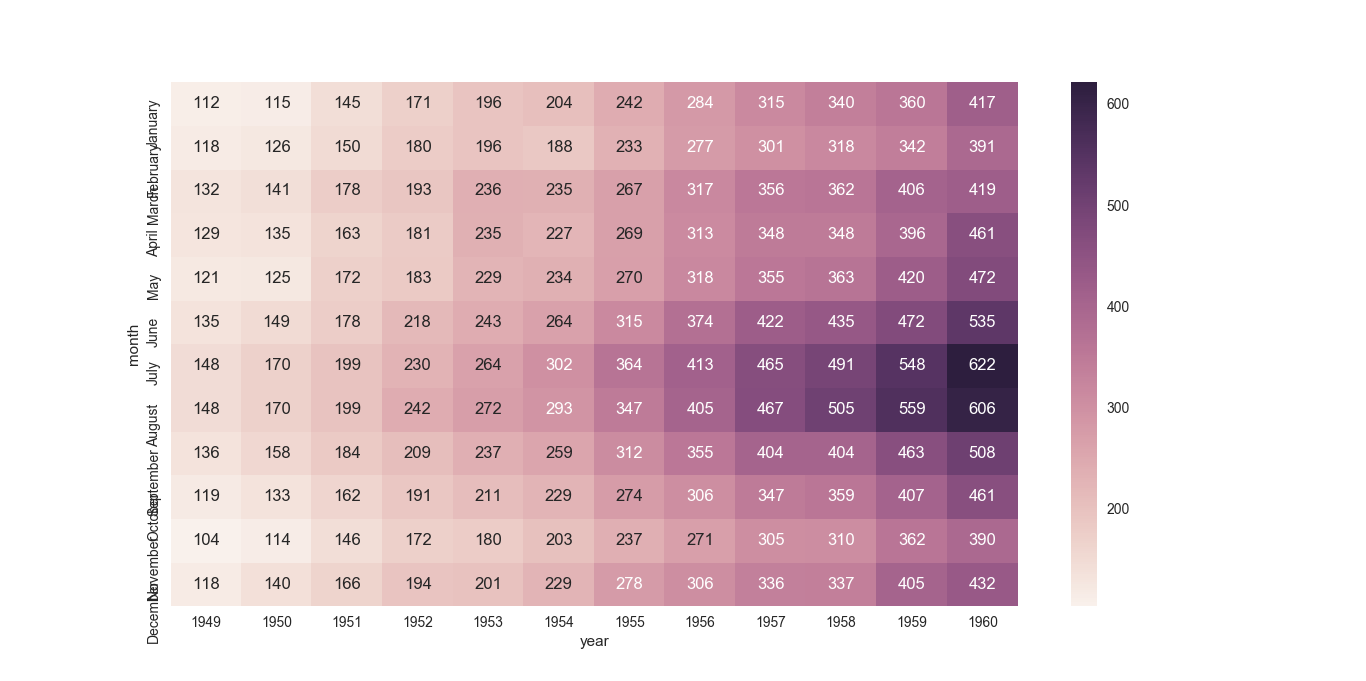 January 112 115 145 171 196 204 242 284 315 340 360 417
February 118 126 150 180 196 188 233 277 301 318 342 391
March 132 141 178 193 236 235 267 317 356 362 406 419
April 129 135 163 181 235 227 269 313 348 348 396 461
May 121 125 172 183 229 234 270 318 355 363 420 472
June 135 149 178 218 243 264 315 374 422 435 472 535
July 148 170 199 230 264 302 364 413 465 491 548 622
August 148 170 199 242 272 293 347 405 467 505 559 606
September 136 158 184 209 237 259 312 355 404 404 463 508
October 119 133 162 191 211 229 274 306 347 359 407 461
November 104 114 146 172 180 203 237 271 305 310 362 390
December 118 140 166 194 201 229 278 306 336 337 405 432
month
1949 1950 1951 1952 1953 1954 1955 1956 1957 1958 1959 1960
year
600
500
400
300
200